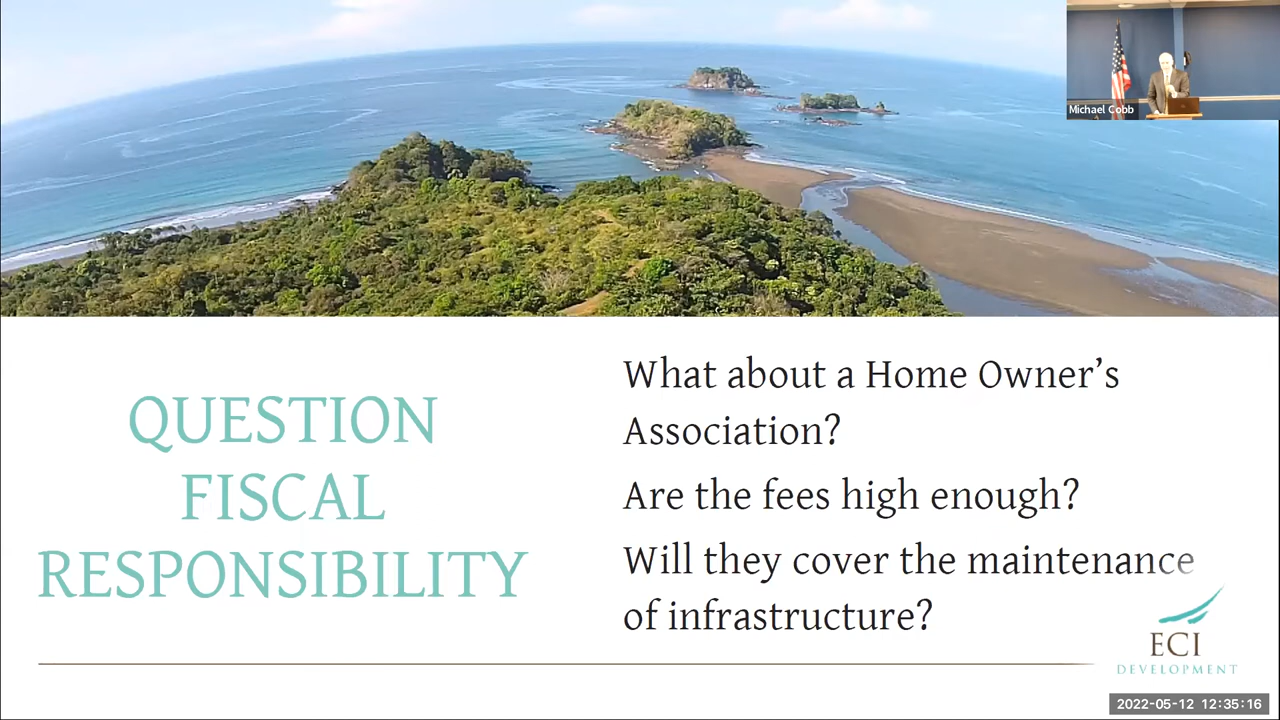 Michael Cobb
QUESTION
FISCAL
RESPONSIBILITY
What about a Home Owner’s
Association?
Are the fees high enough?
Will they cover the maintenance
of infrastructure?
ECI
DEVELOPMENT
2022-05-12 12:35:16